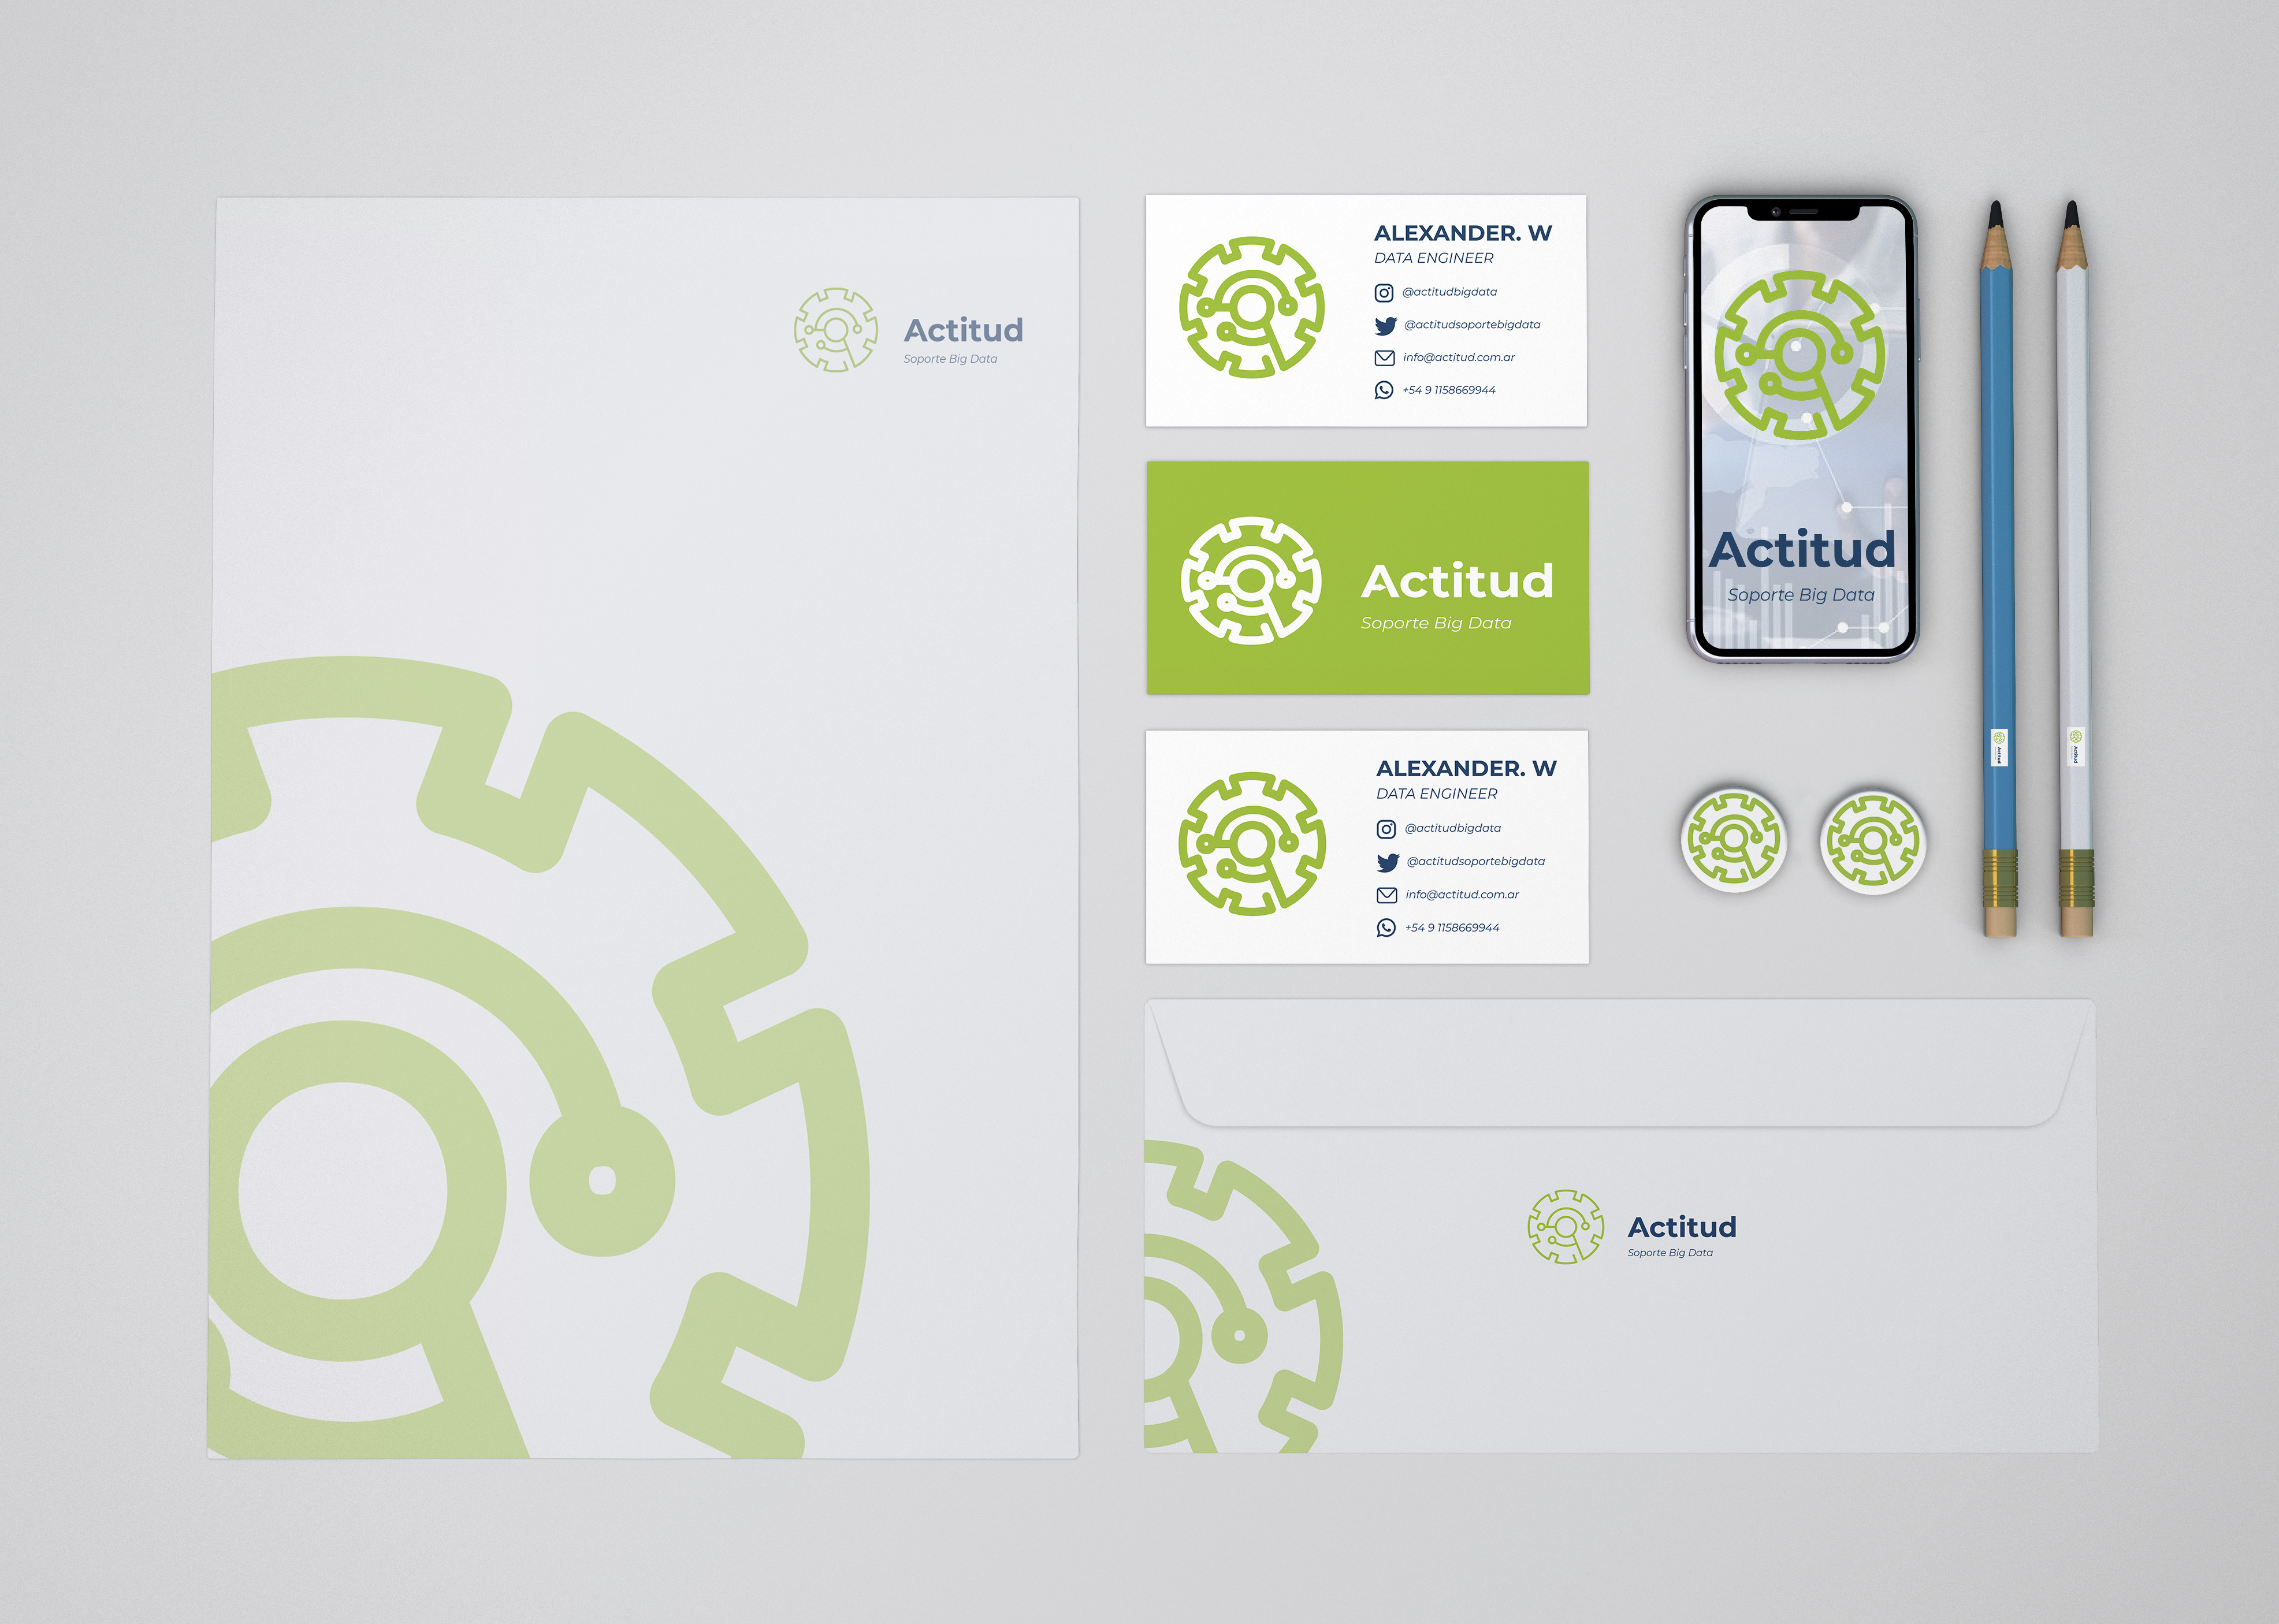 Actitud
Soporte Big Data
ALEXANDER. W
DATA ENGINEER
@actitudbigdata
@actitudsoportebigdata
info@actitud.com.ar
+54 9 1158669944
Actitud
Soporte Big Data
ALEXANDER. W
DATA ENGINEER
@actitudbigdata
@actitudsoportebigdata
info@actitud.com.ar
+54 9 1158669944
Actitud
Soporte Big Data
Actitud
Actitud
Actitud
Soporte Big Data